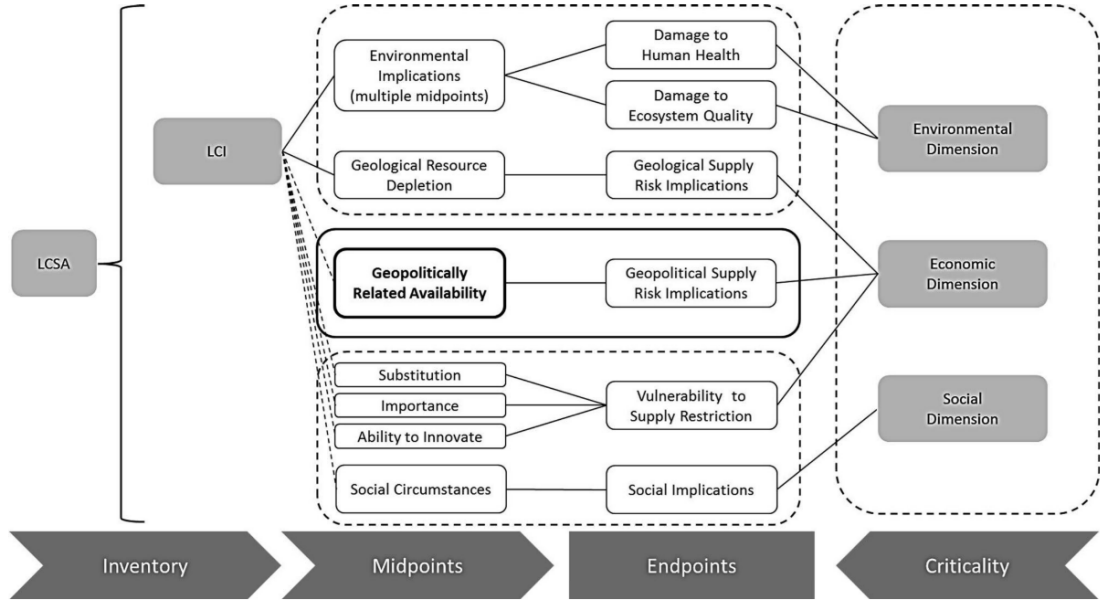 LCSA
LCI
Environmental
Implications
(multiple midpoints)
Geological Resource
Depletion
Geopolitically
Related Availability
Substitution
Importance
Ability to Innovate
Social Circumstances
Damage to
Human Health
Damage to
Ecosystem Quality
Geological Supply
Risk Implications
Geopolitical Supply
Risk Implications
Vulnerability to
Supply Restriction
Social Implications
Environmental
Dimension
Economic
Dimension
Social
Dimension
Inventory
Midpoints
Endpoints
Criticality